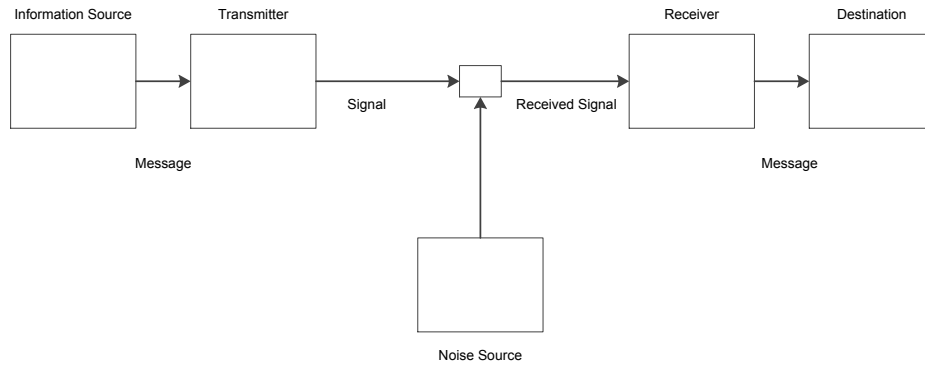 Information Source
Transmitter
Receiver
Destination
Signal
Received Signal
Message
Message
Noise Source